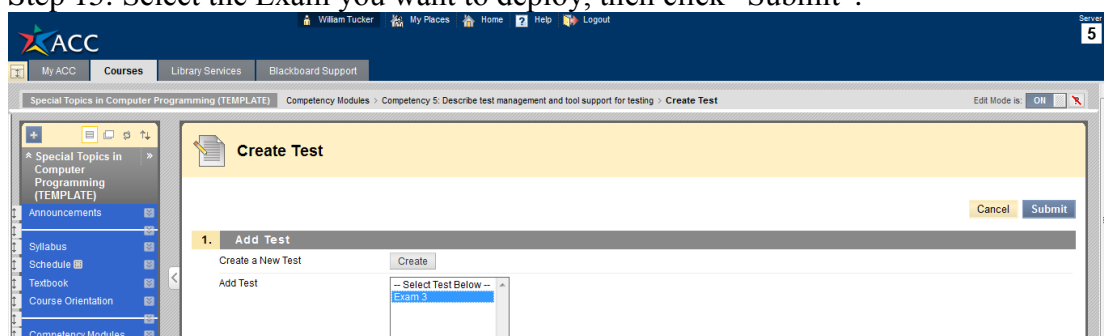 Step 13: Select the Exam you want to deploy, then click "Submit".
William Tucker My Places Home ? Help Logout
Server
5
ACC
My ACC Courses Library Services Blackboard Support
Special Topics in Computer Programming (TEMPLATE) Competency Modules > Competency 5: Describe test management and tool support for testing > Create Test Edit Mode is: ON
Special Topics in
Computer
Programming
(TEMPLATE)
Create Test
Announcements
Cancel Submit
Syllabus
1. Add Test
Schedule
Create a New Test Create
Textbook
Add Test
-- Select Test Below --
Exam 3
Course Orientation
Competency Modules